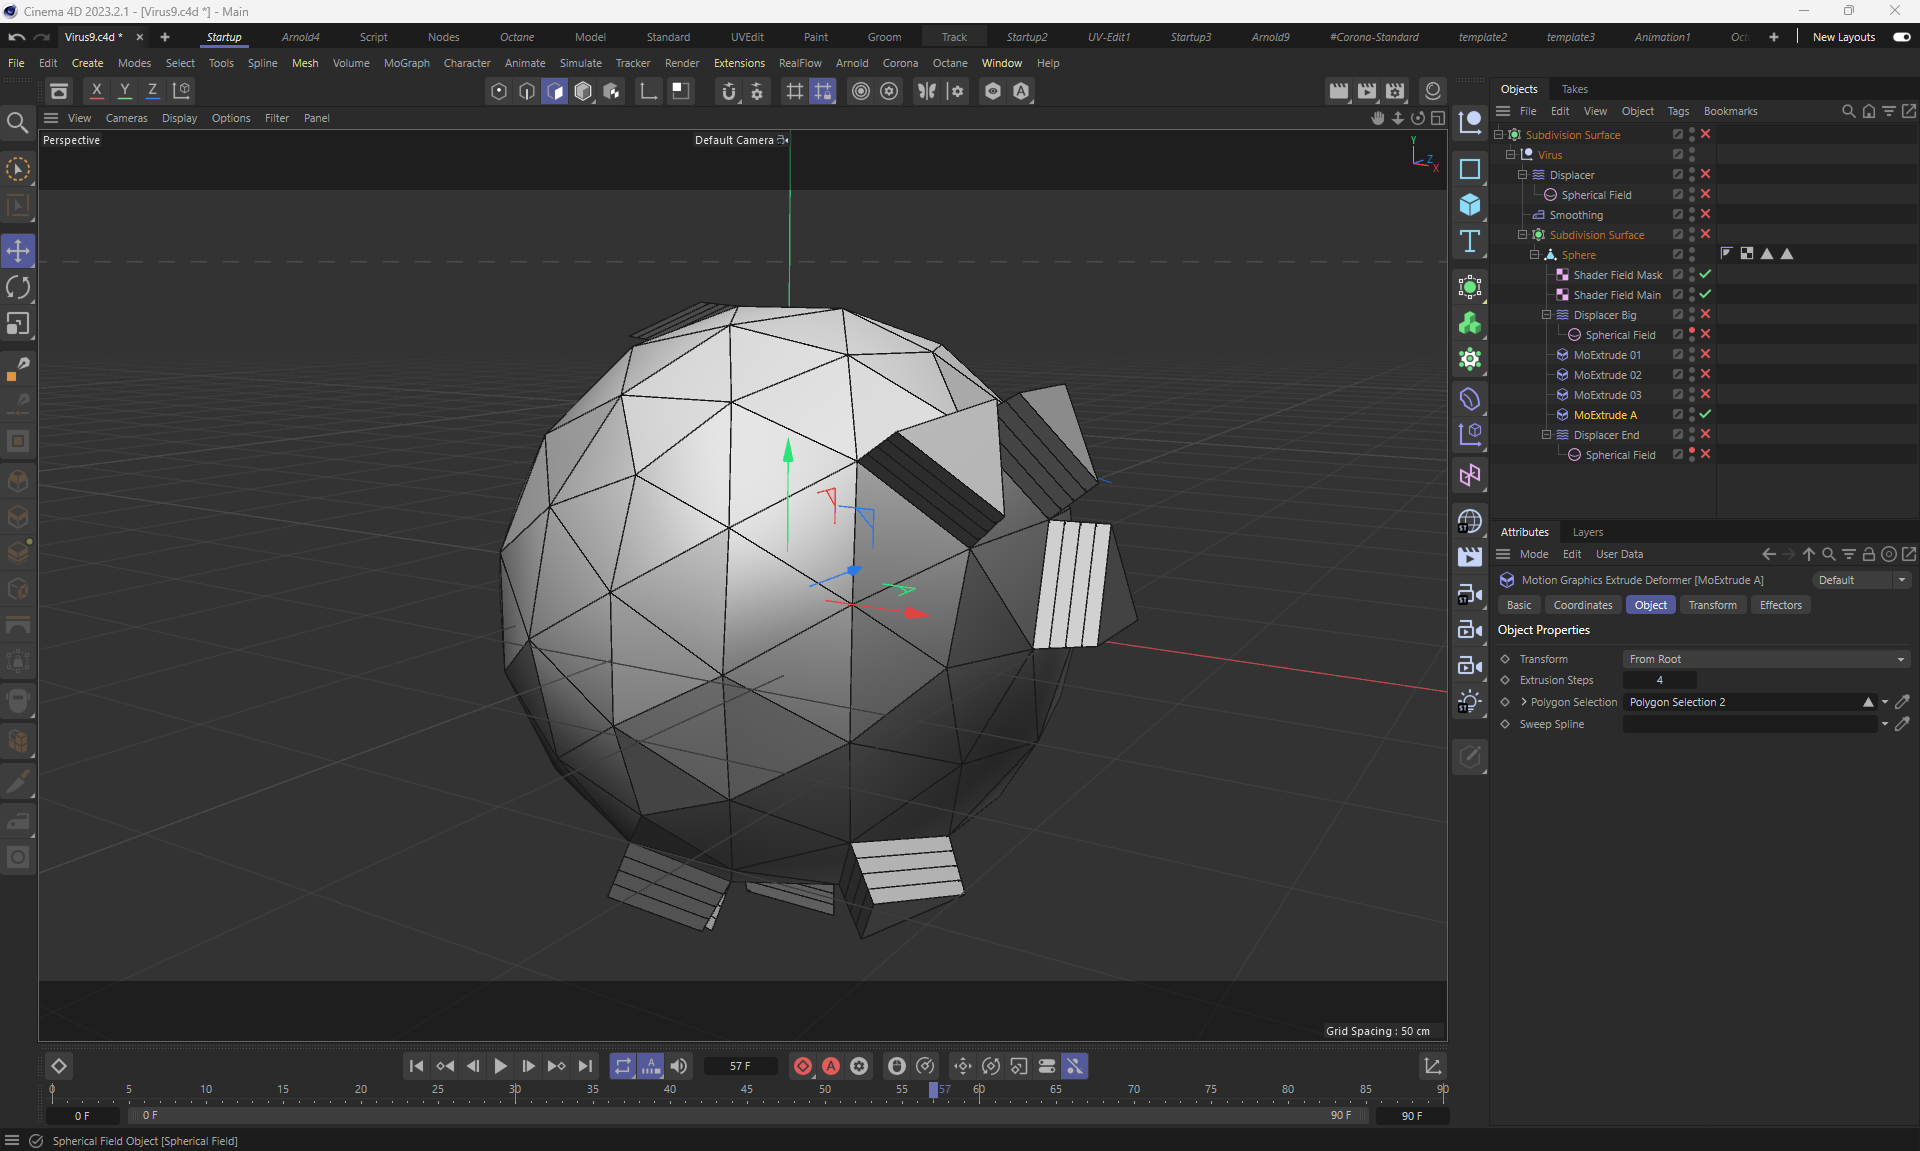 Cinema 4D 2023.2.1 - [Virus9.c4d *] - Main
Virus9.c4d * Startup Arnold4 Script Nodes Octane Model Standard UVEdit Paint Groom Track Startup2 UV-Edit1 Startup3 Arnold9 #Corona-Standard template2 template3 Animation1 Oct New Layouts
File Edit Create Modes Select Tools Spline Mesh Volume MoGraph Character Animate Simulate Tracker Render Extensions RealFlow Arnold Corona Octane Window Help
X Y Z
View Cameras Display Options Filter Panel
Perspective
Default Camera
Y
Z
X
Grid Spacing : 50 cm
Objects Takes
File Edit View Object Tags Bookmarks
Subdivision Surface
Virus
Displacer
Spherical Field
Smoothing
Subdivision Surface
Sphere
Shader Field Mask
Shader Field Main
Displacer Big
Spherical Field
MoExtrude 01
MoExtrude 02
MoExtrude 03
MoExtrude A
Displacer End
Spherical Field
Attributes Layers
Mode Edit User Data
Motion Graphics Extrude Deformer [MoExtrude A] Default
Basic Coordinates Object Transform Effectors
Object Properties
Transform From Root
Extrusion Steps 4
Polygon Selection Polygon Selection 2
Sweep Spline
57 F
0 5 10 15 20 25 30 35 40 45 50 55 57 60 65 70 75 80 85 90
0 F 0 F 90 F 90 F
Spherical Field Object [Spherical Field]